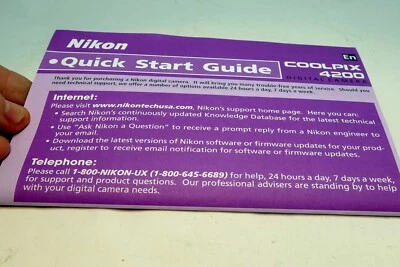 Nikon
En
•Quick Start Guide
COOLPIX
4200
DIGITAL CAMERA
Thank you for purchasing a Nikon digital camera. It will bring you many trouble-free years of service. Should you
need technical support, we offer a number of options available 24 hours a day, 7 days a week.
Internet:
Please visit www.nikontechusa.com, Nikon's support home page. Here you can:
• Search Nikon's continuously updated Knowledge Database for the latest technical
support information.
• Use "Ask Nikon a Question" to receive a prompt reply from a Nikon engineer to
your email.
• Download the latest versions of Nikon software or firmware updates for your prod-
uct, register to receive email notification for software or firmware updates.
Telephone:
Please call 1-800-NIKON-UX (1-800-645-6689) for help, 24 hours a day, 7 days a week,
for support and product questions. Our professional advisers are standing by to help
with your digital camera needs.